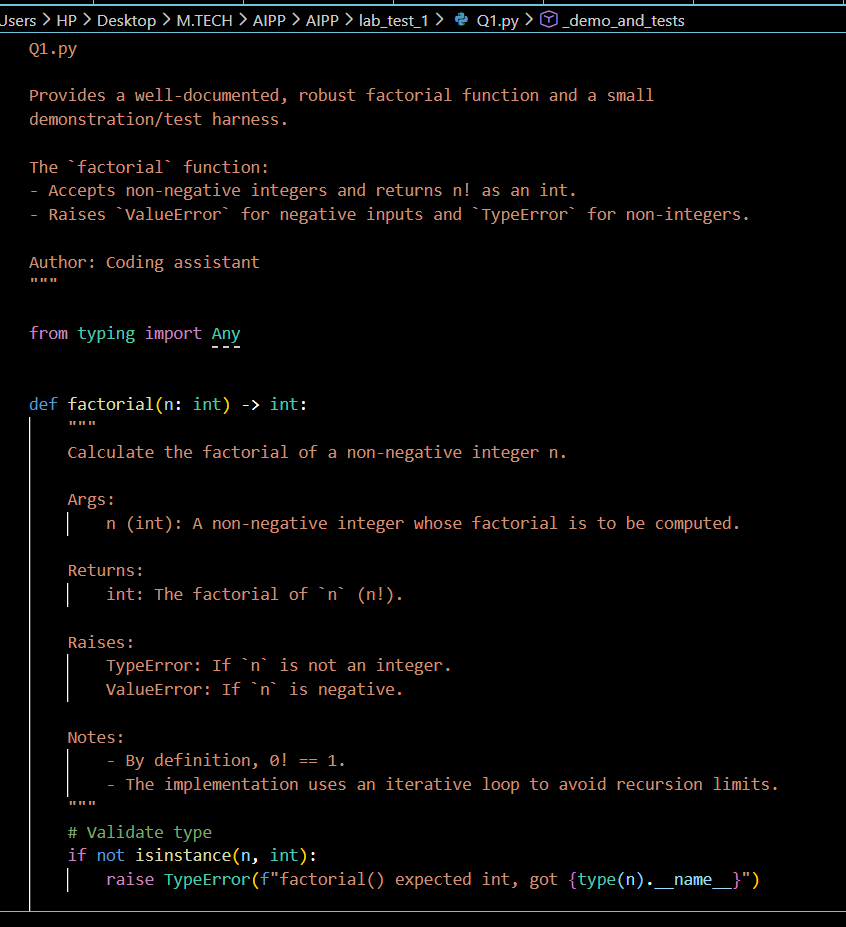 Users > HP > Desktop > M.TECH > AIPP > AIPP > lab_test_1 > Q1.py > _demo_and_tests
Q1.py
Provides a well-documented, robust factorial function and a small
demonstration/test harness.
The `factorial` function:
- Accepts non-negative integers and returns n! as an int.
- Raises `ValueError` for negative inputs and `TypeError` for non-integers.
Author: Coding assistant
"""
from typing import Any
def factorial(n: int) -> int:
    """
    Calculate the factorial of a non-negative integer n.
    Args:
        n (int): A non-negative integer whose factorial is to be computed.
    Returns:
        int: The factorial of `n` (n!).
    Raises:
        TypeError: If `n` is not an integer.
        ValueError: If `n` is negative.
    Notes:
        - By definition, 0! == 1.
        - The implementation uses an iterative loop to avoid recursion limits.
    """
    # Validate type
    if not isinstance(n, int):
        raise TypeError(f"factorial() expected int, got {type(n).__name__}")